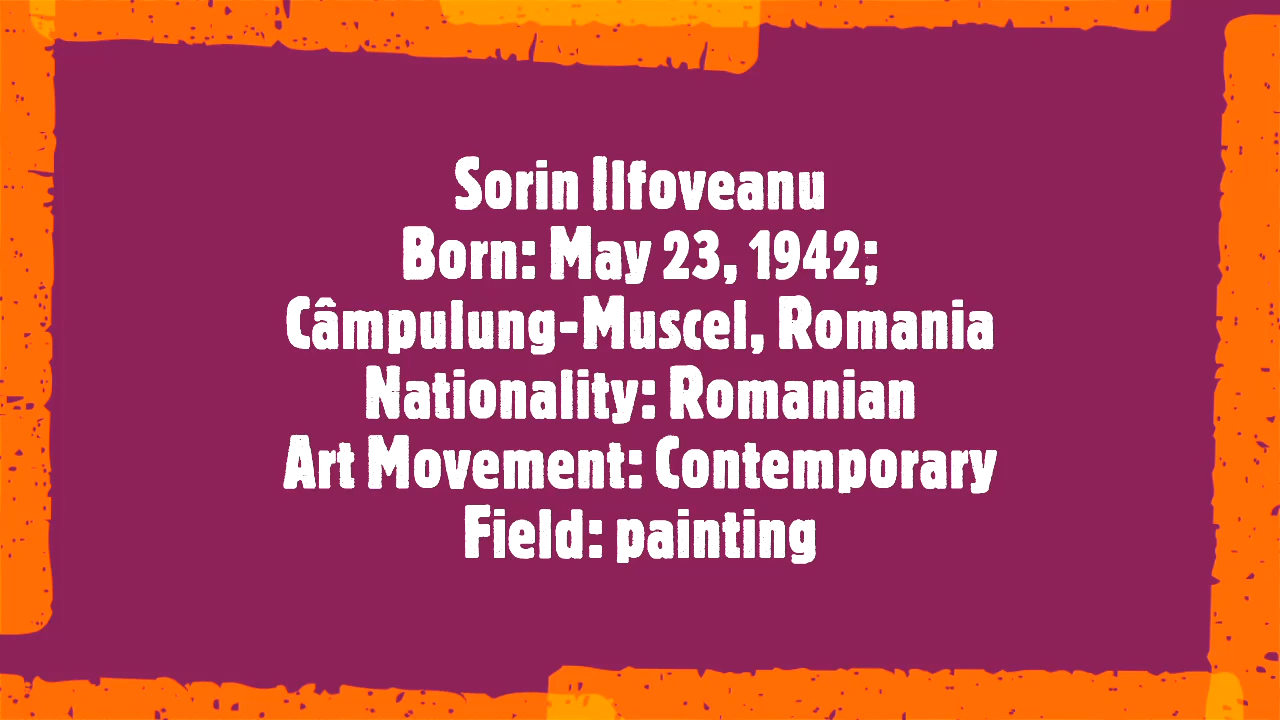 Sorin Ilfoveanu
Born: May 23, 1942;
Câmpulung-Muscel, Romania
Nationality: Romanian
Art Movement: Contemporary
Field: painting